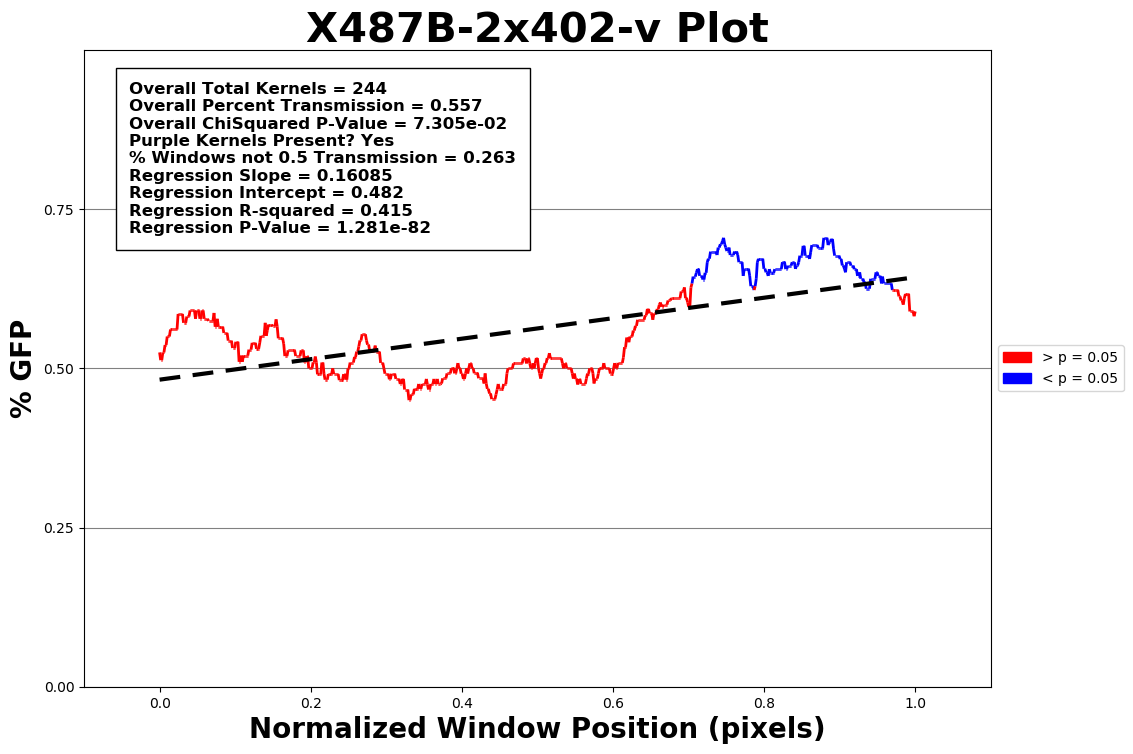 X487B-2x402-v Plot
Overall Total Kernels = 244
Overall Percent Transmission = 0.557
Overall ChiSquared P-Value = 7.305e-02
Purple Kernels Present? Yes
% Windows not 0.5 Transmission = 0.263
Regression Slope = 0.16085
Regression Intercept = 0.482
Regression R-squared = 0.415
Regression P-Value = 1.281e-82
% GFP
0.75
0.50
0.25
0.00
0.0 0.2 0.4 0.6 0.8 1.0
Normalized Window Position (pixels)
> p = 0.05
< p = 0.05